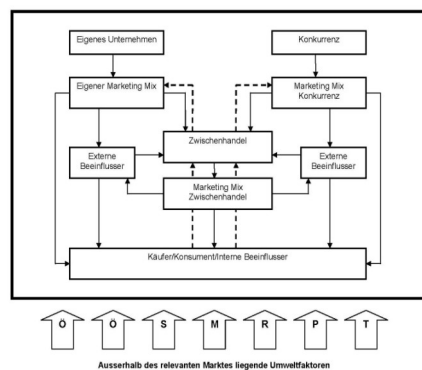 Eigenes Unternehmen
Konkurrenz
Eigener Marketing Mix
Marketing Mix
Konkurrenz
Zwischenhandel
Externe
Beeinflusser
Externe
Beeinflusser
Marketing Mix
Zwischenhandel
Käufer/Konsument/Interne Beeinflusser
Ö Ö S M R P T
Ausserhalb des relevanten Marktes liegende Umweltfaktoren